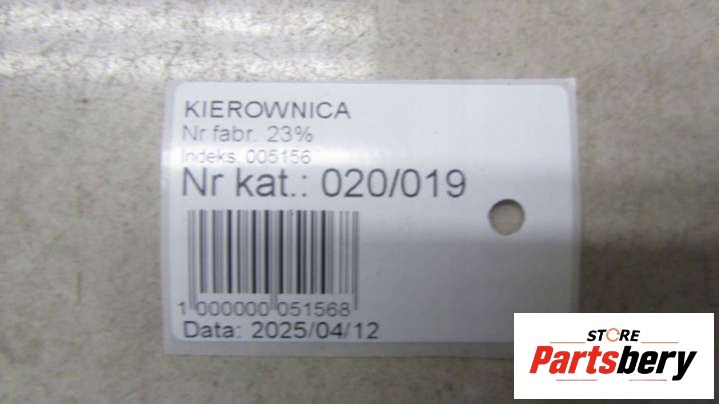 KIEROWNICA
Nr fabr. 23%
Indeks: 005156
Nr kat.: 020/019
1 000000 051568
Data: 2025/04/12
STORE
Partsbery